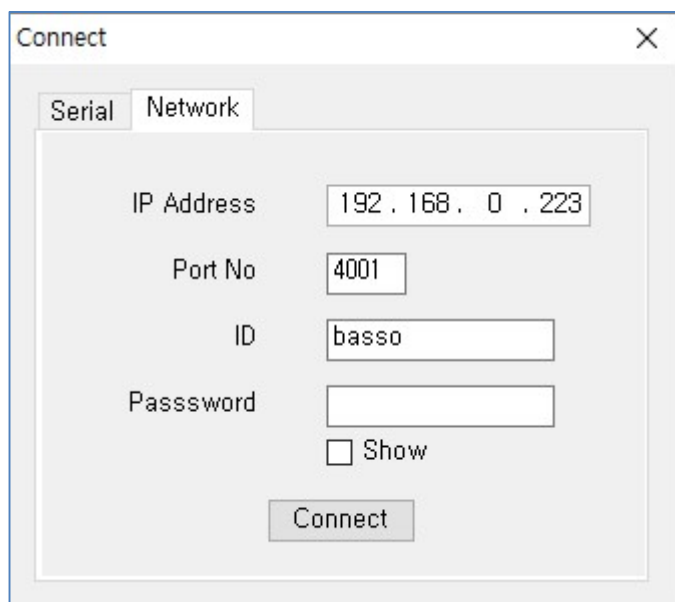 Connect
Serial Network
IP Address 192 . 168 . 0 . 223
Port No 4001
ID basso
Passsword
Show
Connect